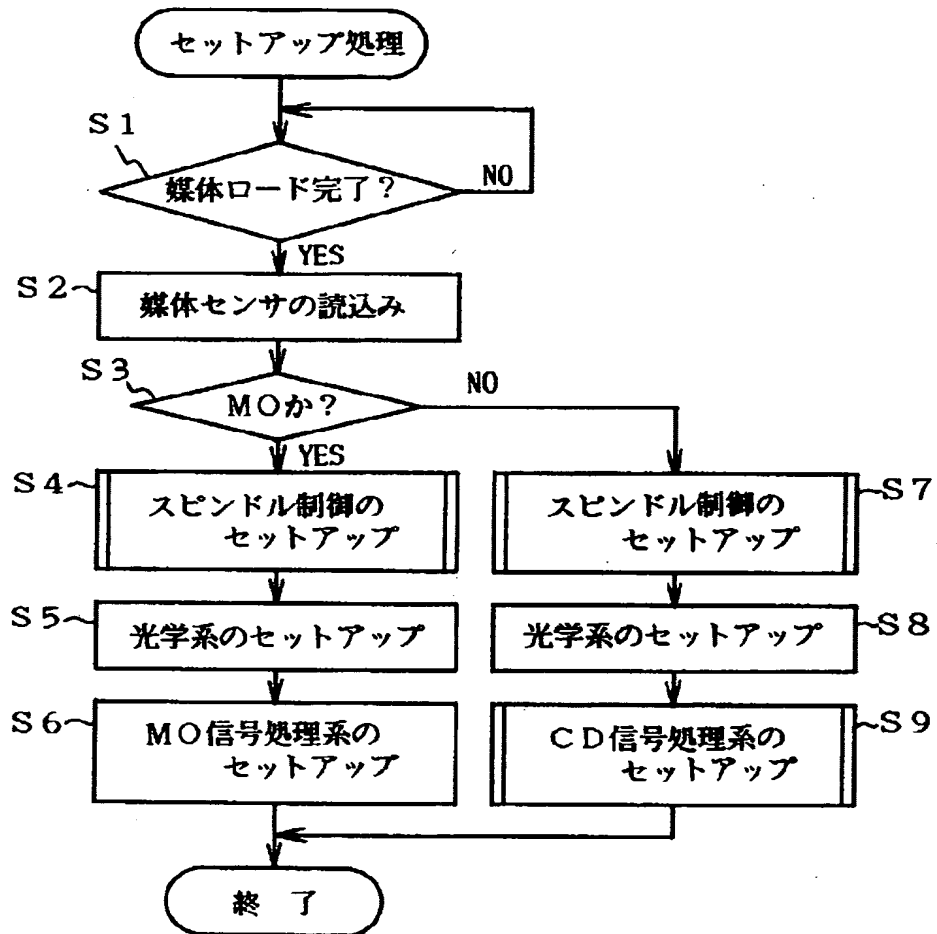 セットアップ処理
S1
媒体ロード完了?
NO
YES
S2
媒体センサの読込み
S3
MOか?
NO
YES
S4
スピンドル制御の
セットアップ
S7
スピンドル制御の
セットアップ
S5
光学系のセットアップ
S8
光学系のセットアップ
S6
MO信号処理系の
セットアップ
S9
CD信号処理系の
セットアップ
終 了